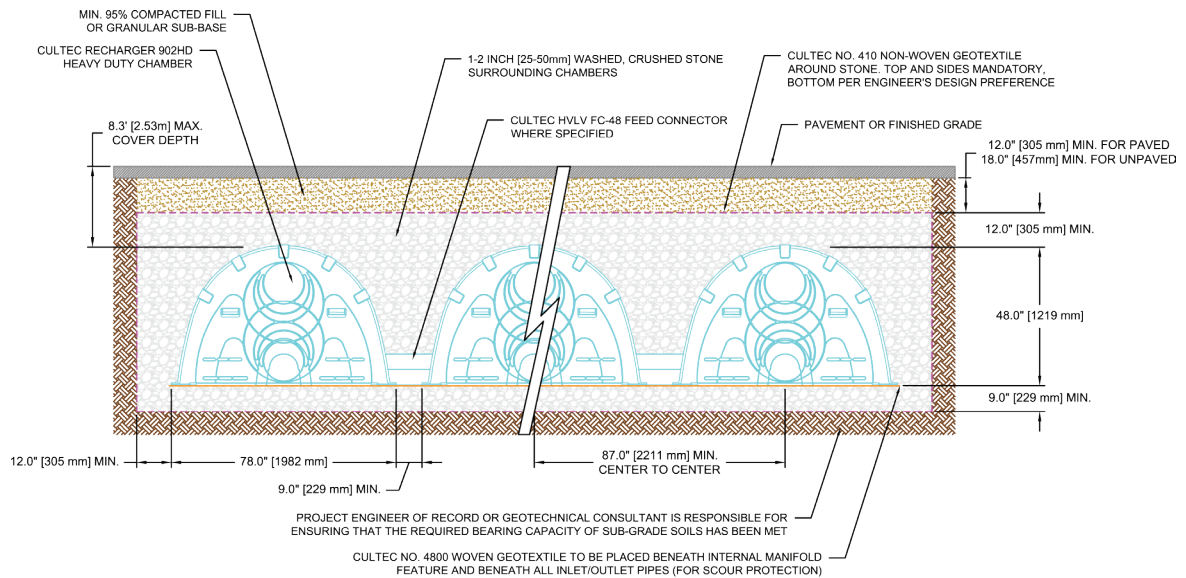 MIN. 95% COMPACTED FILL
OR GRANULAR SUB-BASE
CULTEC RECHARGER 902HD
HEAVY DUTY CHAMBER
1-2 INCH [25-50mm] WASHED, CRUSHED STONE
SURROUNDING CHAMBERS
CULTEC NO. 410 NON-WOVEN GEOTEXTILE
AROUND STONE. TOP AND SIDES MANDATORY,
BOTTOM PER ENGINEER'S DESIGN PREFERENCE
8.3' [2.53m] MAX.
COVER DEPTH
CULTEC HVLV FC-48 FEED CONNECTOR
WHERE SPECIFIED
PAVEMENT OR FINISHED GRADE
12.0" [305 mm] MIN. FOR PAVED
18.0" [457mm] MIN. FOR UNPAVED
12.0" [305 mm] MIN.
48.0" [1219 mm]
9.0" [229 mm] MIN.
12.0" [305 mm] MIN.
78.0" [1982 mm]
9.0" [229 mm] MIN.
87.0" [2211 mm] MIN.
CENTER TO CENTER
PROJECT ENGINEER OF RECORD OR GEOTECHNICAL CONSULTANT IS RESPONSIBLE FOR
ENSURING THAT THE REQUIRED BEARING CAPACITY OF SUB-GRADE SOILS HAS BEEN MET
CULTEC NO. 4800 WOVEN GEOTEXTILE TO BE PLACED BENEATH INTERNAL MANIFOLD
FEATURE AND BENEATH ALL INLET/OUTLET PIPES (FOR SCOUR PROTECTION)